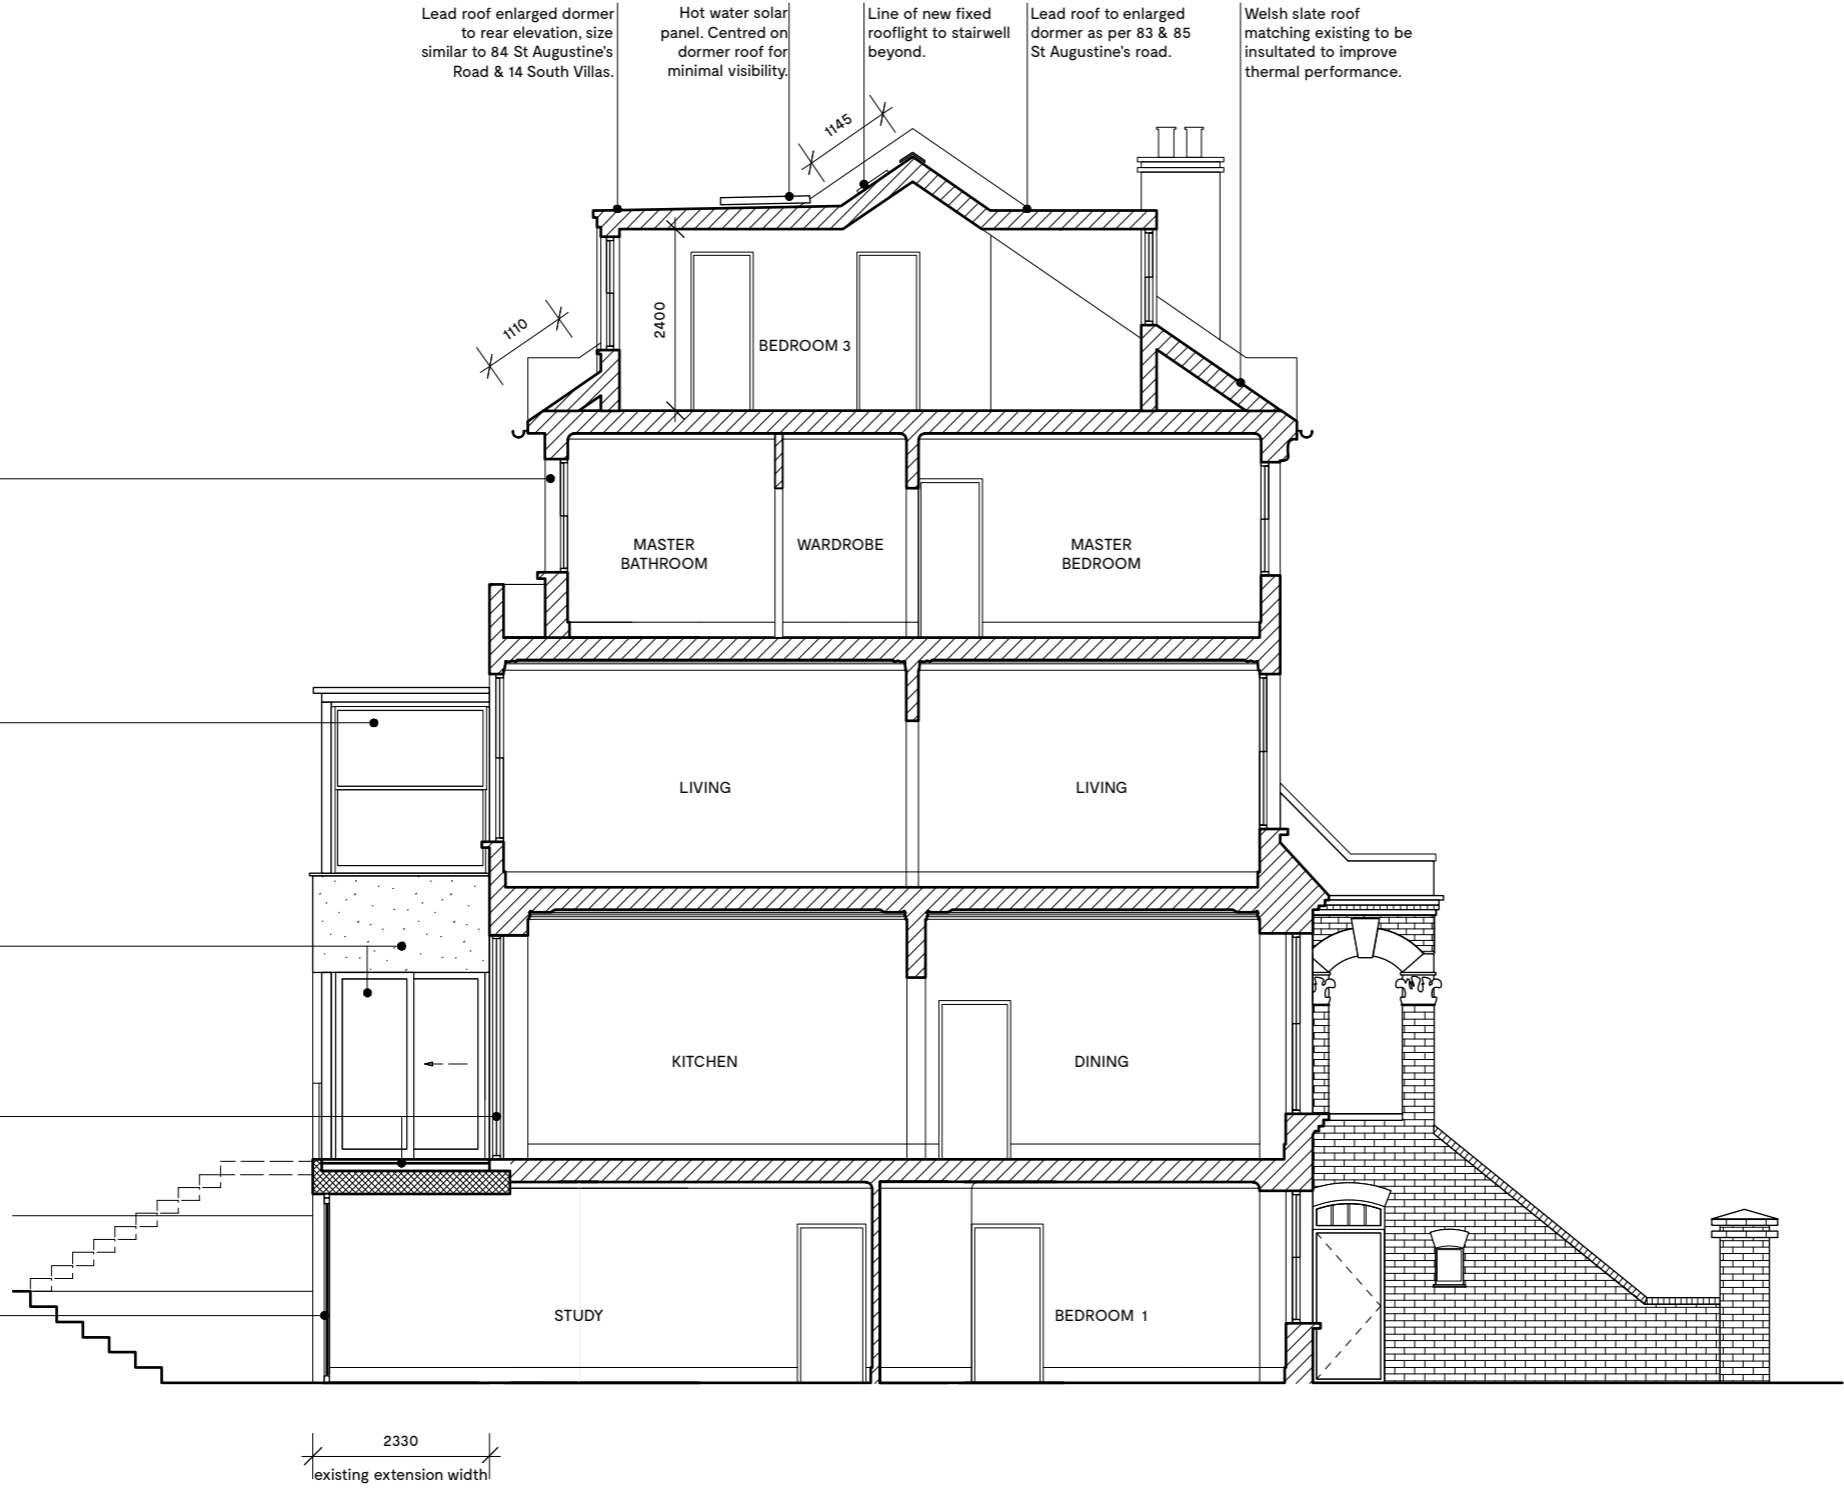 Lead roof enlarged dormer
to rear elevation, size
similar to 84 St Augustine's
Road & 14 South Villas.
Hot water solar
panel. Centred on
dormer roof for
minimal visibility.
Line of new fixed
rooflight to stairwell
beyond.
Lead roof to enlarged
dormer as per 83 & 85
St Augustine's road.
Welsh slate roof
matching existing to be
insultated to improve
thermal performance.
1145
1110
2400
BEDROOM 3
MASTER
BATHROOM
WARDROBE
MASTER
BEDROOM
LIVING
LIVING
KITCHEN
DINING
STUDY
BEDROOM 1
2330
existing extension width